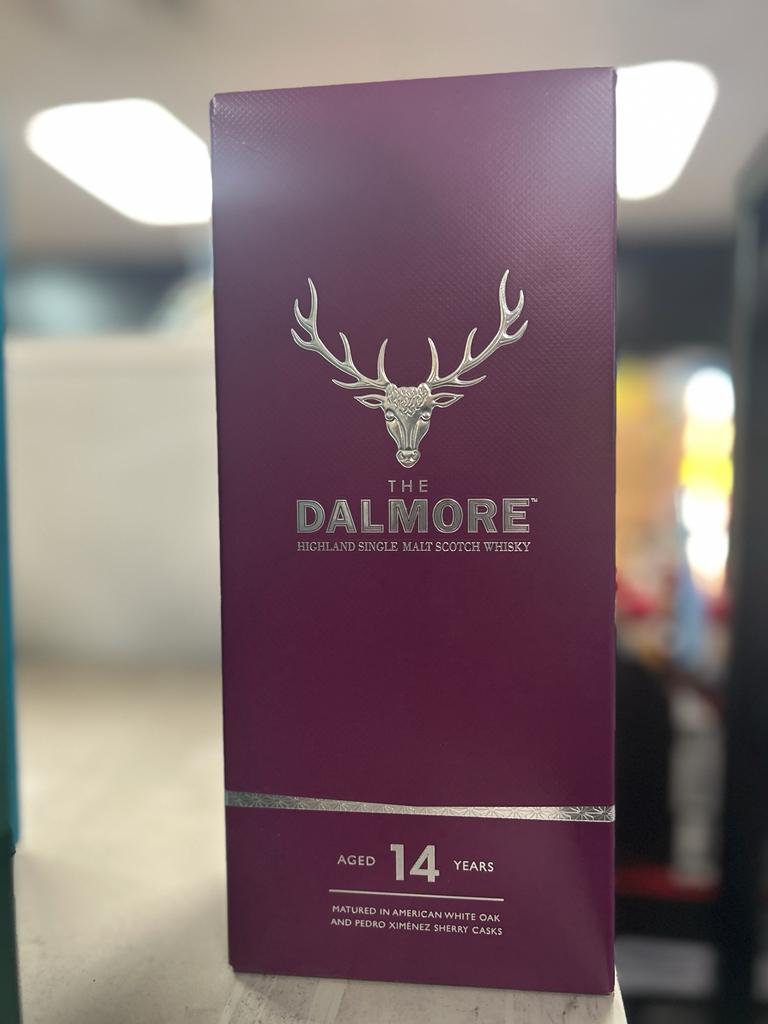 THE
DALMORE™
HIGHLAND SINGLE MALT SCOTCH WHISKY
AGED 14 YEARS
MATURED IN AMERICAN WHITE OAK
AND PEDRO XIMÉNEZ SHERRY CASKS